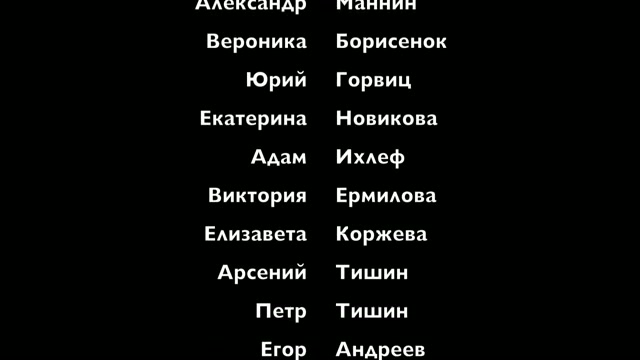 Александр Маннин
Вероника Борисенок
Юрий Горвиц
Екатерина Новикова
Адам Ихлеф
Виктория Ермилова
Елизавета Коржева
Арсений Тишин
Петр Тишин
Егор Андреев